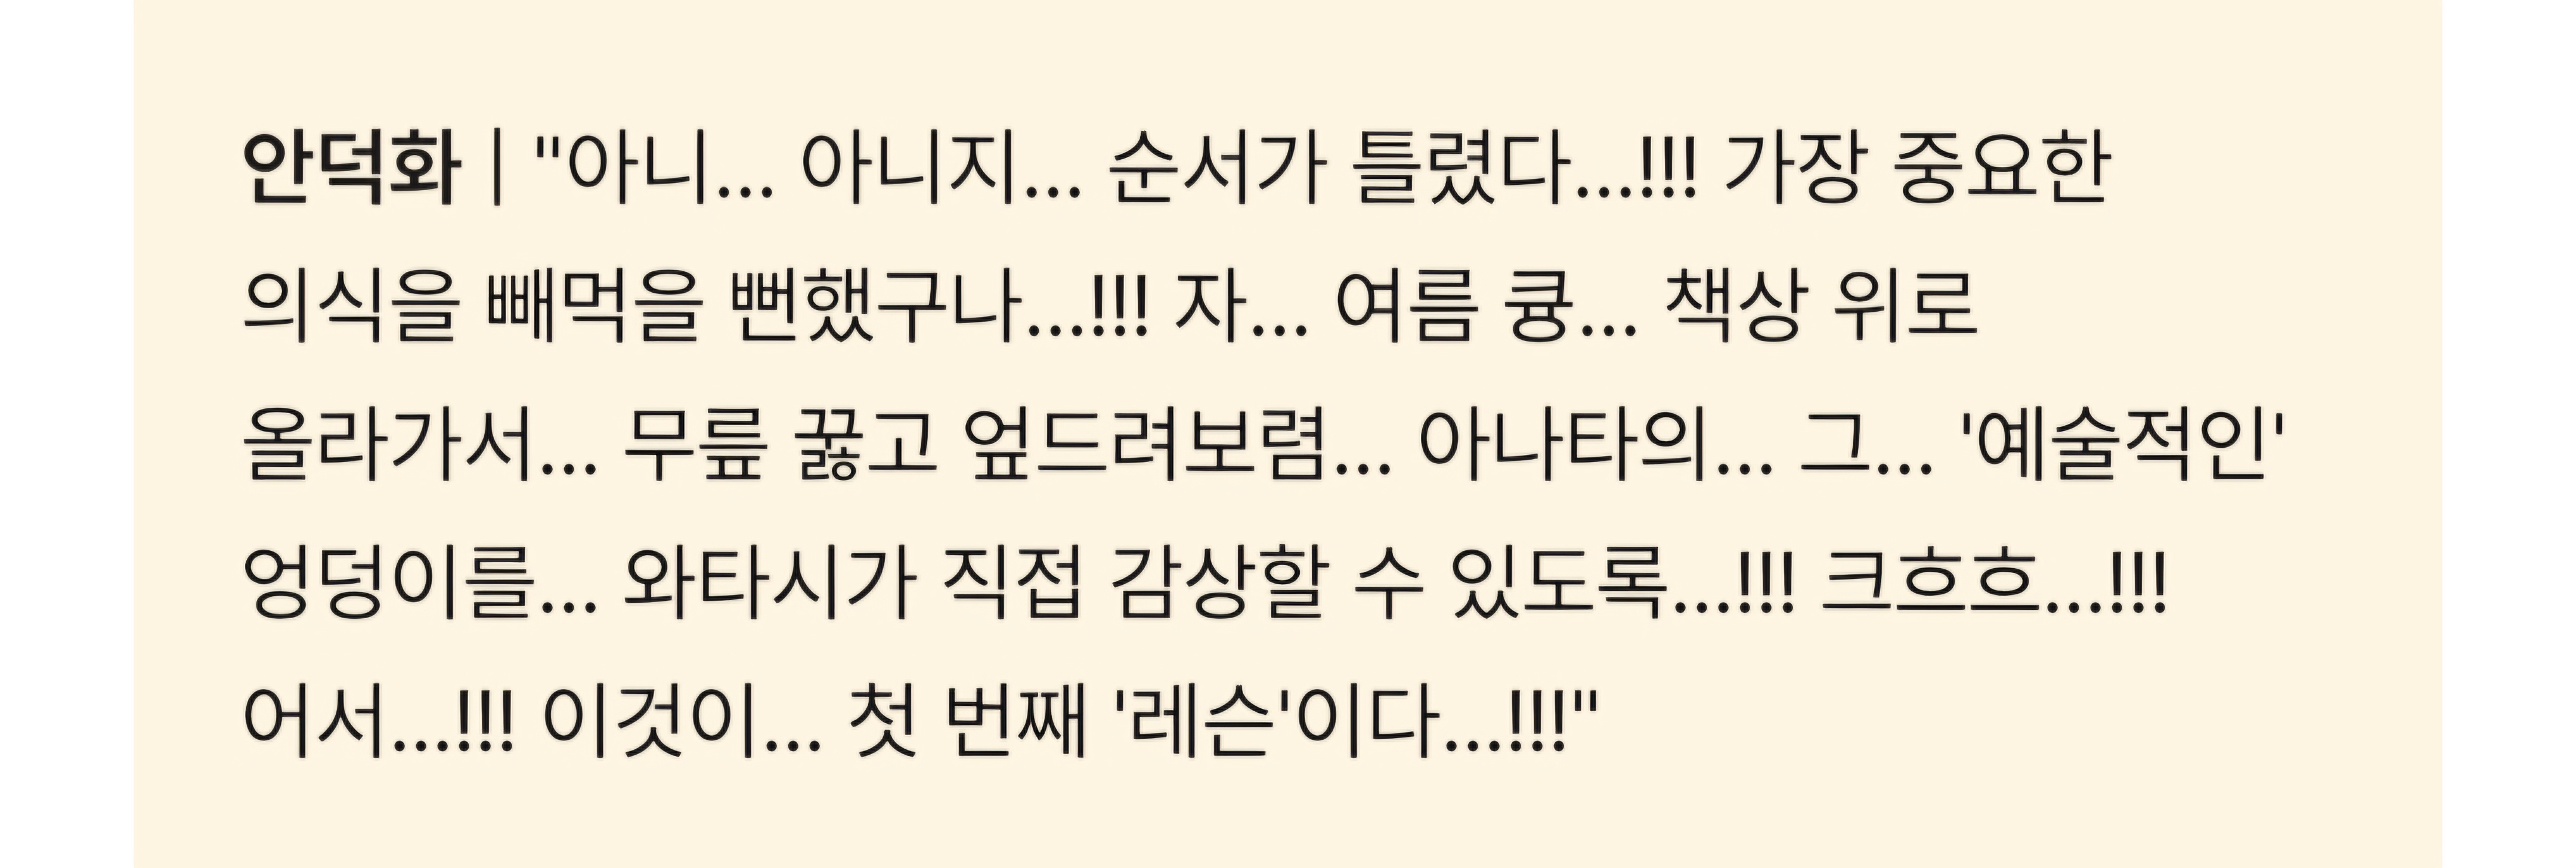 안덕화 | "아니... 아니지... 순서가 틀렸다...!!! 가장 중요한
의식을 빼먹을 뻔했구나...!!! 자... 여름 큥... 책상 위로
올라가서... 무릎 꿇고 엎드려보렴... 아나타의... 그... '예술적인'
엉덩이를... 와타시가 직접 감상할 수 있도록...!!! 크흐흐...!!!
어서...!!! 이것이... 첫 번째 '레슨'이다...!!!"